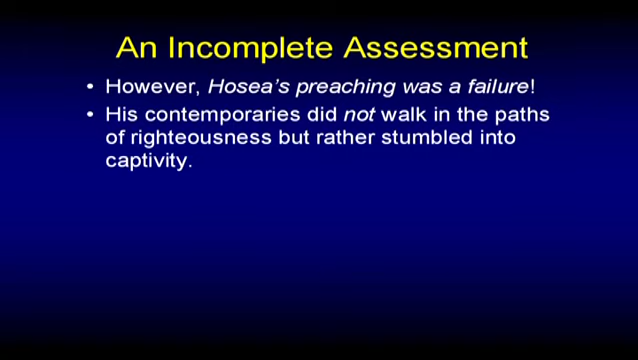 An Incomplete Assessment
• However, Hosea's preaching was a failure!
• His contemporaries did not walk in the paths
of righteousness but rather stumbled into
captivity.